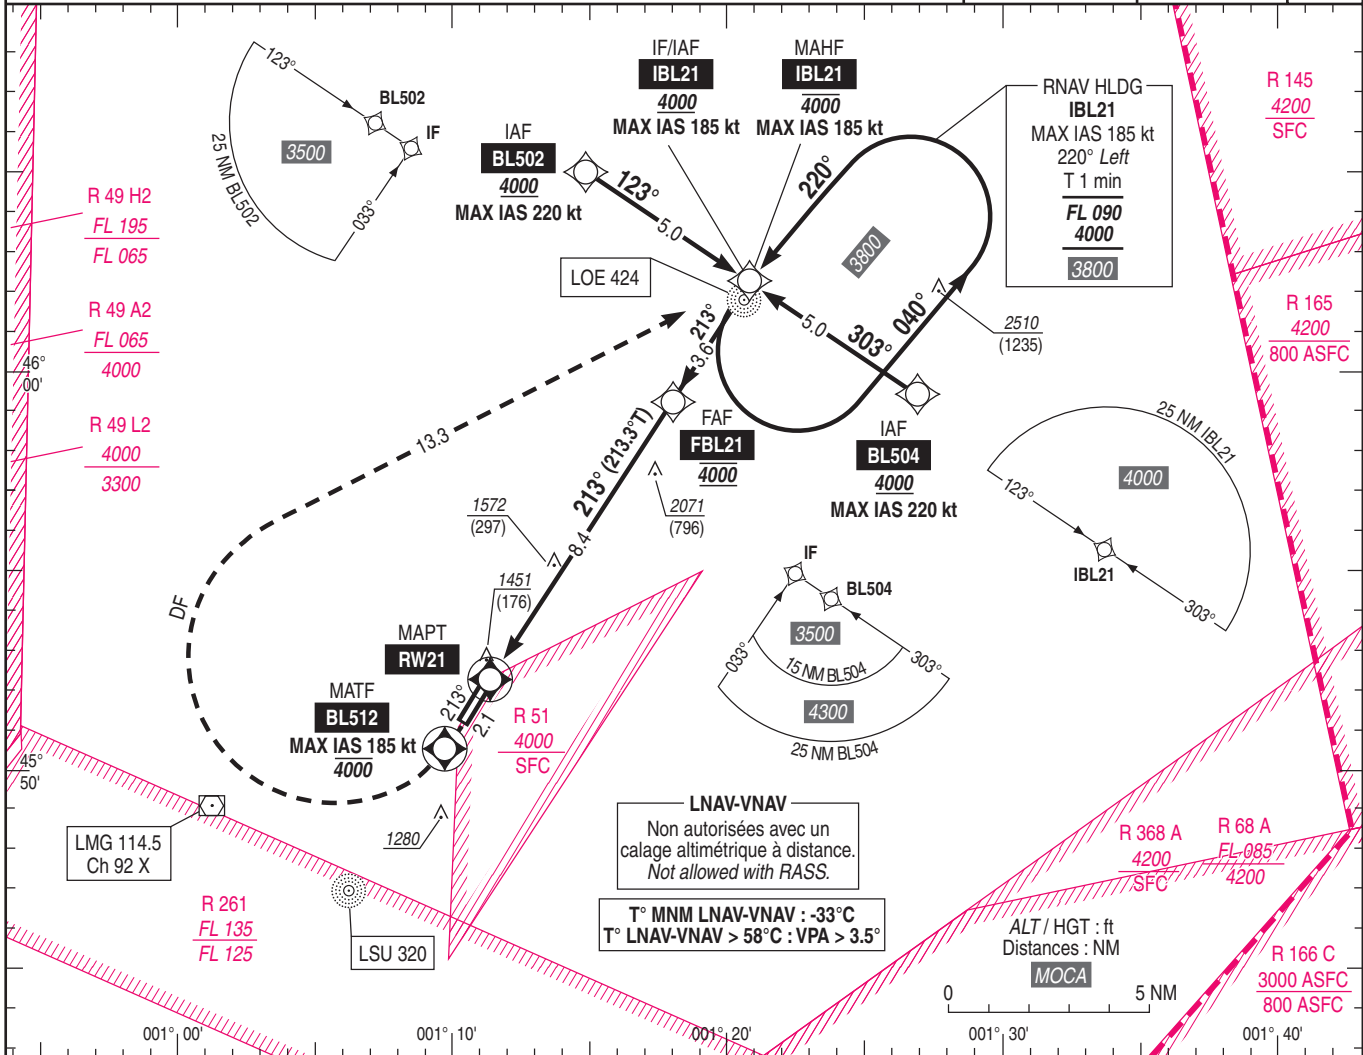 123°
BL502
IF
3500
033°
25 NM BL502
IF/IAF
IBL21
4000
MAX IAS 185 kt
MAHF
IBL21
4000
MAX IAS 185 kt
IAF
BL502
4000
MAX IAS 220 kt
123°
5.0
220°
3800
RNAV HLDG
IBL21
MAX IAS 185 kt
220° Left
T 1 min
FL 090
4000
3800
R 145
4200
SFC
R 49 H2
FL 195
FL 065
R 49 A2
FL 065
4000
R 49 L2
4000
3300
46°
00'
LOE 424
213°
3.6
5.0
303°
040°
2510
(1235)
R 165
4200
800 ASFC
13.3
FAF
FBL21
4000
IAF
BL504
4000
MAX IAS 220 kt
213° (213.3°T)
8.4
1572
(297)
2071
(796)
1451
(176)
25 NM IBL21
4000
123°
IBL21
303°
DF
MAPT
RW21
MATF
BL512
MAX IAS 185 kt
4000
213°
2.1
R 51
4000
SFC
IF
BL504
3500
033°
303°
15 NM BL504
4300
25 NM BL504
45°
50'
LMG 114.5
Ch 92 X
1280
LNAV-VNAV
Non autorisées avec un
calage altimétrique à distance.
Not allowed with RASS.
T° MNM LNAV-VNAV : -33°C
T° LNAV-VNAV > 58°C : VPA > 3.5°
R 368 A
4200
SFC
R 68 A
FL 085
4200
R 261
FL 135
FL 125
LSU 320
ALT / HGT : ft
Distances : NM
MOCA
0
5 NM
R 166 C
3000 ASFC
800 ASFC
001° 00'
001° 10'
001° 20'
001° 30'
001° 40'